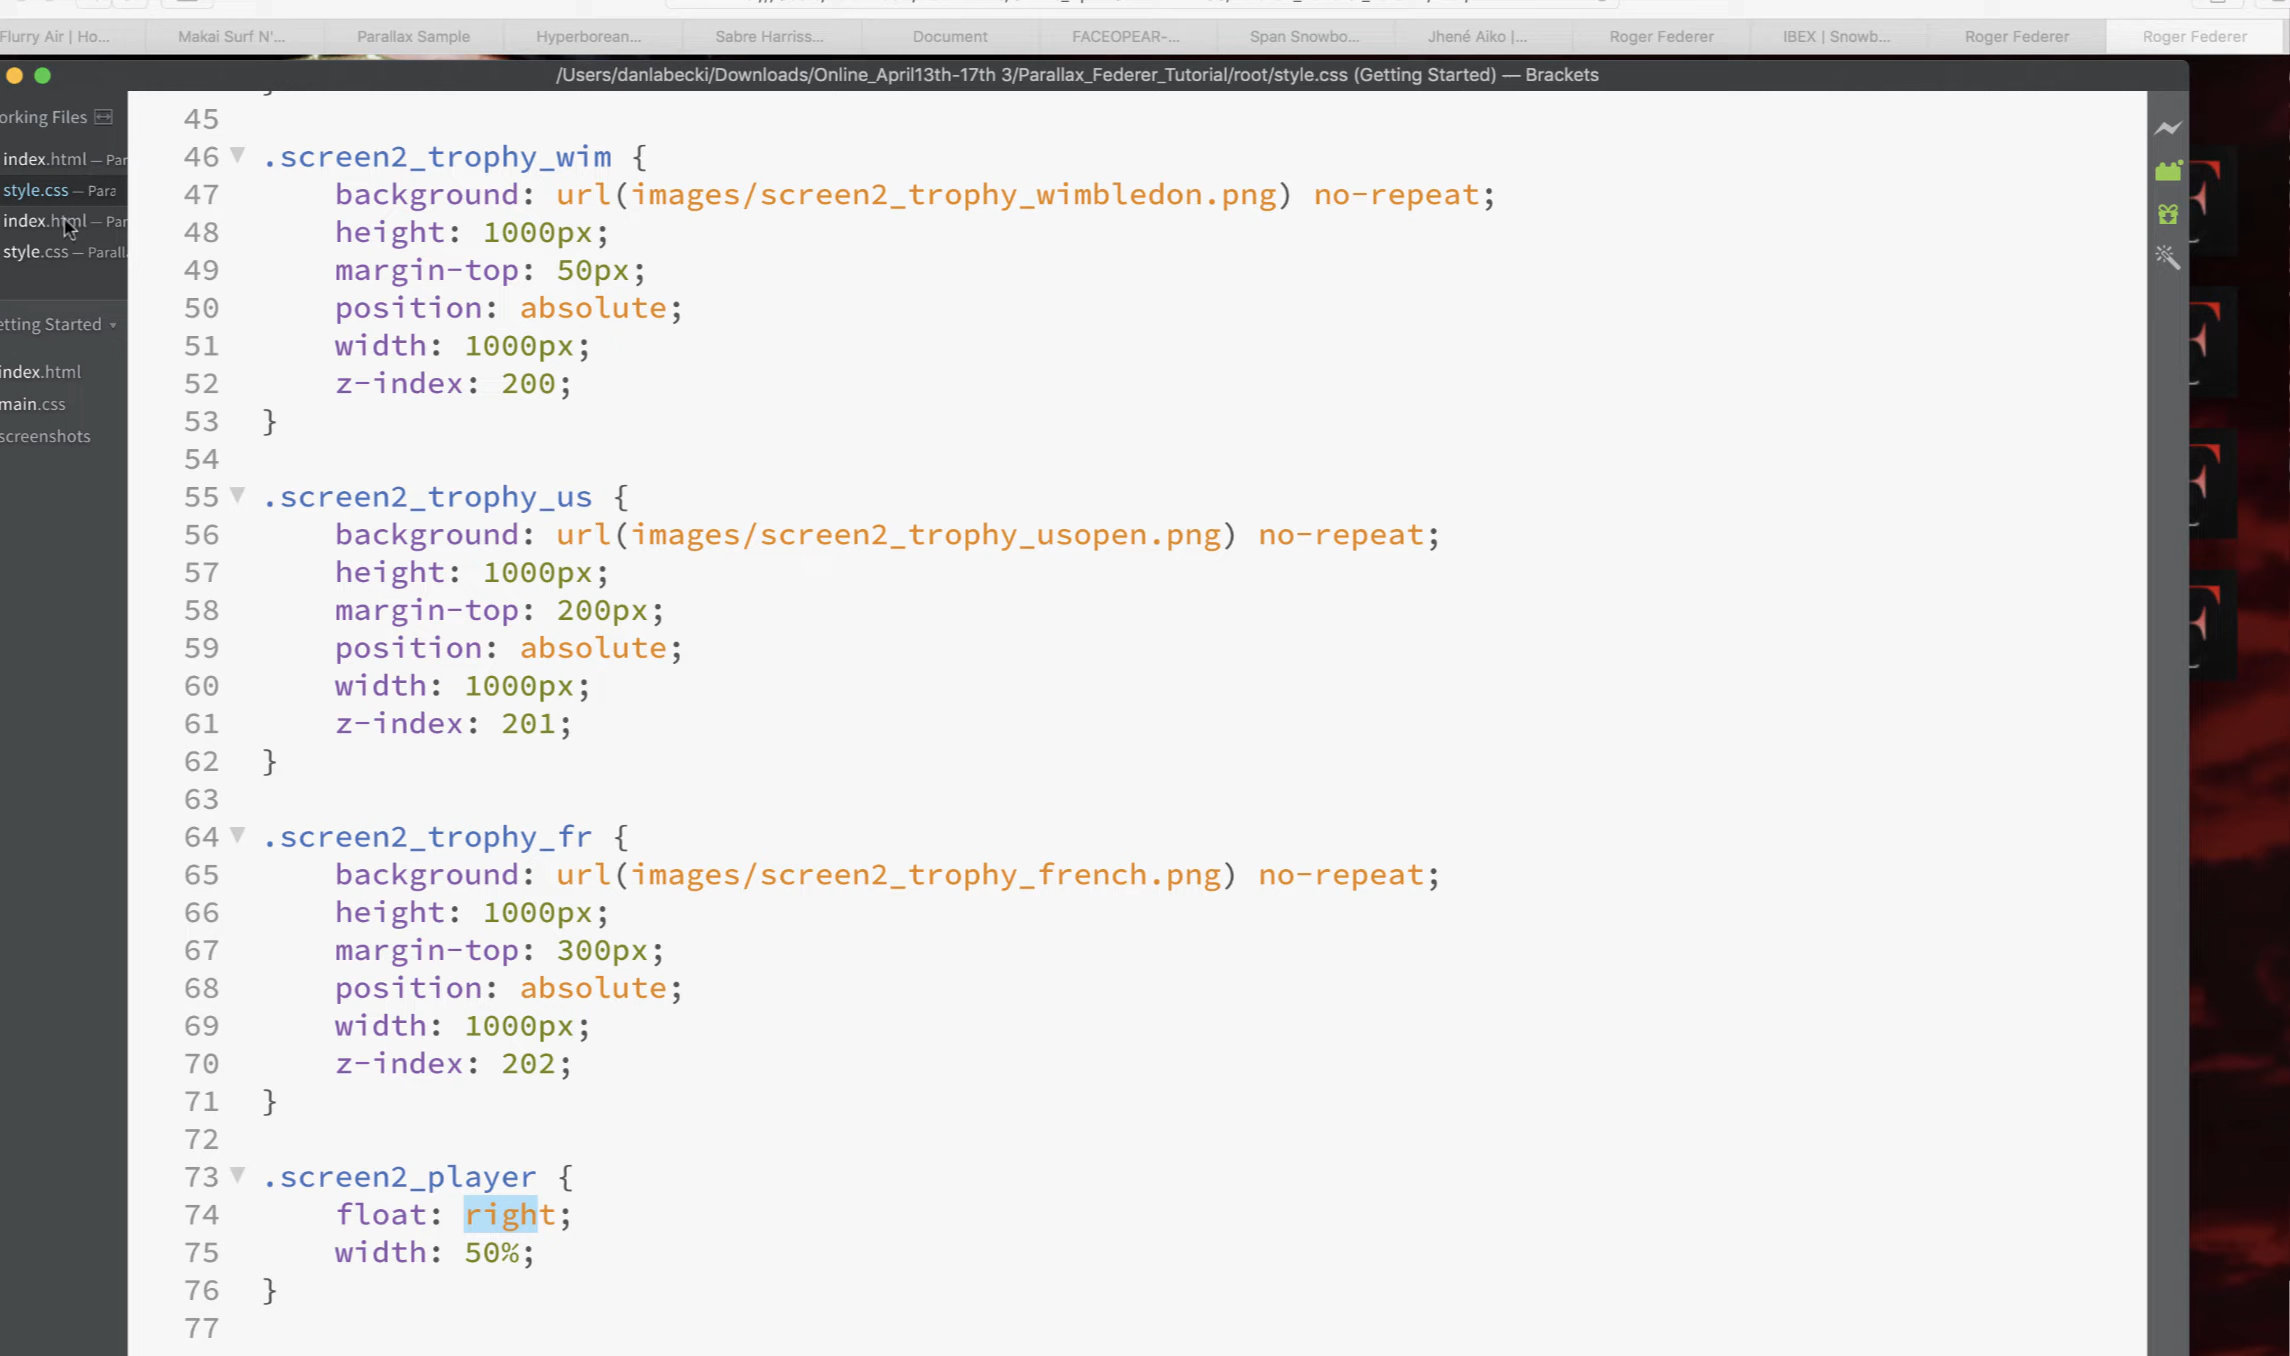 Flurry Air | Ho... Makai Surf N'... Parallax Sample Hyperborean... Sabre Harriss... Document FACEOPEAR-... Span Snowbo... Jhené Aiko |... Roger Federer IBEX | Snowb... Roger Federer Roger Federer
/Users/danlabecki/Downloads/Online_April13th-17th 3/Parallax_Federer_Tutorial/root/style.css (Getting Started) — Brackets
orking Files
index.html — Par
style.css — Para
index.html — Par
style.css — Parall
etting Started
index.html
main.css
screenshots
45
46 .screen2_trophy_wim {
47 background: url(images/screen2_trophy_wimbledon.png) no-repeat;
48 height: 1000px;
49 margin-top: 50px;
50 position: absolute;
51 width: 1000px;
52 z-index: 200;
53 }
54
55 .screen2_trophy_us {
56 background: url(images/screen2_trophy_usopen.png) no-repeat;
57 height: 1000px;
58 margin-top: 200px;
59 position: absolute;
60 width: 1000px;
61 z-index: 201;
62 }
63
64 .screen2_trophy_fr {
65 background: url(images/screen2_trophy_french.png) no-repeat;
66 height: 1000px;
67 margin-top: 300px;
68 position: absolute;
69 width: 1000px;
70 z-index: 202;
71 }
72
73 .screen2_player {
74 float: right;
75 width: 50%;
76 }
77